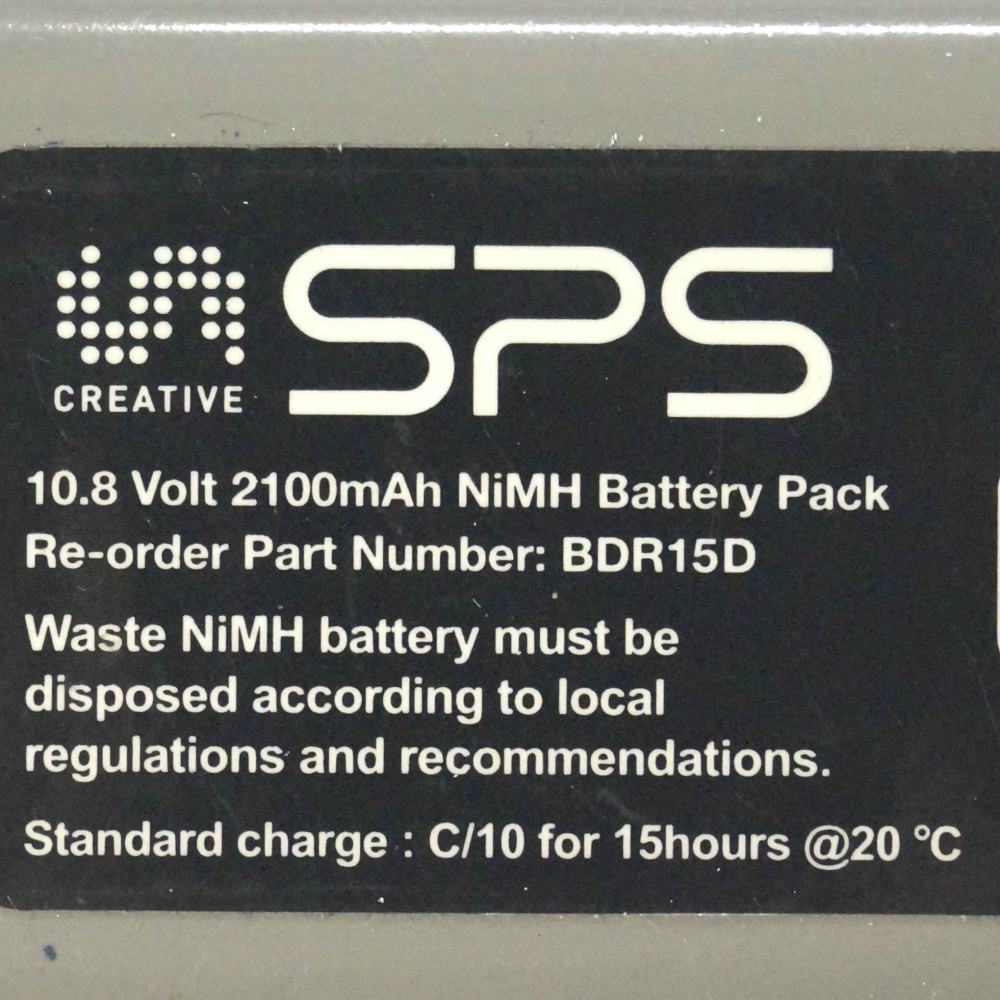 CREATIVE SPS
10.8 Volt 2100mAh NiMH Battery Pack
Re-order Part Number: BDR15D
Waste NiMH battery must be
disposed according to local
regulations and recommendations.
Standard charge : C/10 for 15hours @20 °C